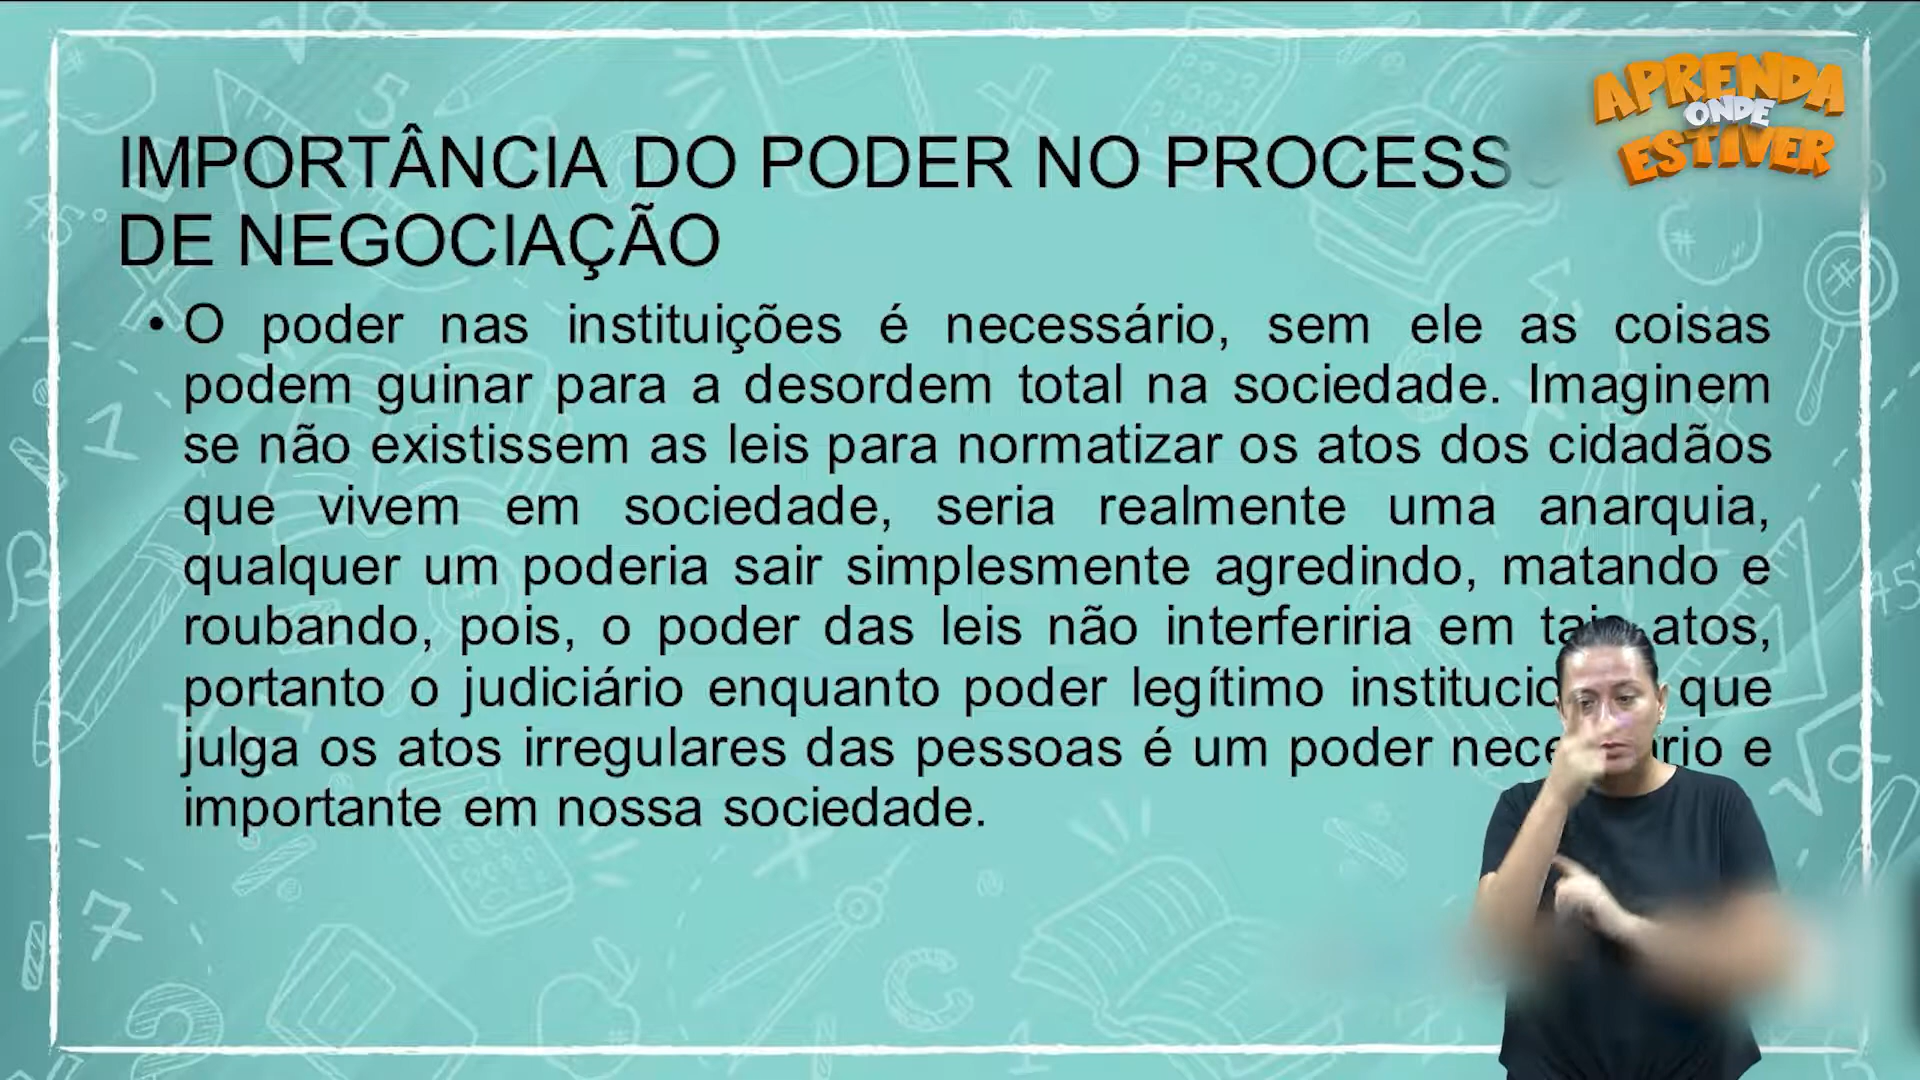 IMPORTÂNCIA DO PODER NO PROCESSO
DE NEGOCIAÇÃO
APRENDA
ONDE
ESTIVER
• O poder nas instituições é necessário, sem ele as coisas
podem guinar para a desordem total na sociedade. Imaginem
se não existissem as leis para normatizar os atos dos cidadãos
que vivem em sociedade, seria realmente uma anarquia,
qualquer um poderia sair simplesmente agredindo, matando e
roubando, pois, o poder das leis não interferiria em tais atos,
portanto o judiciário enquanto poder legítimo que
julga os atos irregulares das pessoas é um poder necessário e
importante em nossa sociedade.